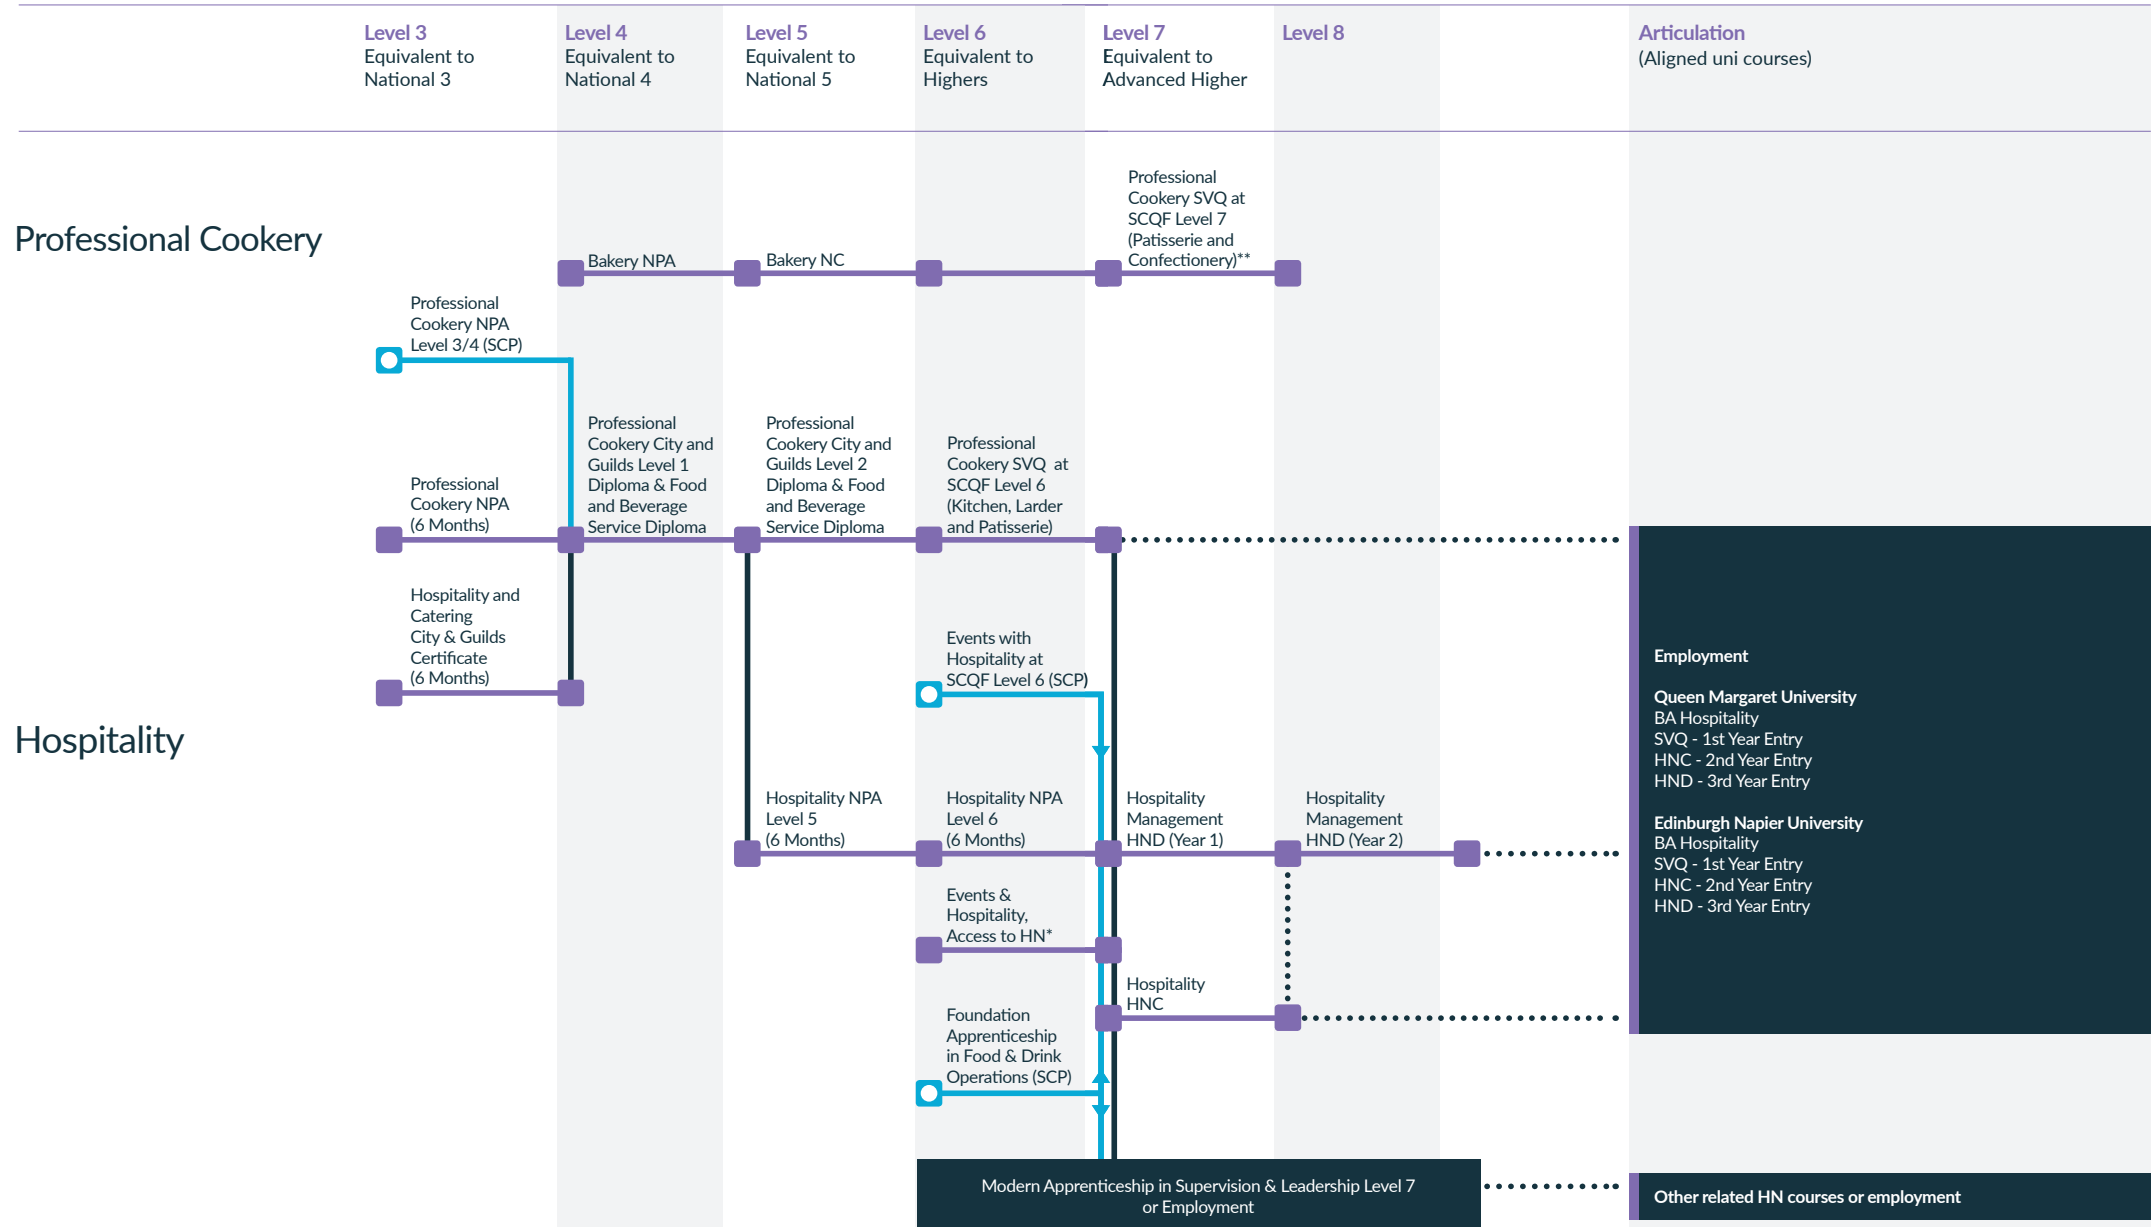 Level 3
Equivalent to
National 3
Level 4
Equivalent to
National 4
Level 5
Equivalent to
National 5
Level 6
Equivalent to
Highers
Level 7
Equivalent to
Advanced Higher
Level 8
Articulation
(Aligned uni courses)
Professional Cookery
Bakery NPA
Bakery NC
Professional
Cookery SVQ at
SCQF Level 7
(Patisserie and
Confectionery)**
Professional
Cookery NPA
Level 3/4 (SCP)
Professional
Cookery NPA
(6 Months)
Professional
Cookery City and
Guilds Level 1
Diploma & Food
and Beverage
Service Diploma
Professional
Cookery City and
Guilds Level 2
Diploma & Food
and Beverage
Service Diploma
Professional
Cookery SVQ at
SCQF Level 6
(Kitchen, Larder
and Patisserie)
Hospitality and
Catering
City & Guilds
Certificate
(6 Months)
Hospitality
Events with
Hospitality at
SCQF Level 6 (SCP)
Hospitality NPA
Level 5
(6 Months)
Hospitality NPA
Level 6
(6 Months)
Hospitality
Management
HND (Year 1)
Hospitality
Management
HND (Year 2)
Events &
Hospitality,
Access to HN*
Hospitality
HNC
Foundation
Apprenticeship
in Food & Drink
Operations (SCP)
Employment
Queen Margaret University
BA Hospitality
SVQ - 1st Year Entry
HNC - 2nd Year Entry
HND - 3rd Year Entry
Edinburgh Napier University
BA Hospitality
SVQ - 1st Year Entry
HNC - 2nd Year Entry
HND - 3rd Year Entry
Modern Apprenticeship in Supervision & Leadership Level 7
or Employment
Other related HN courses or employment